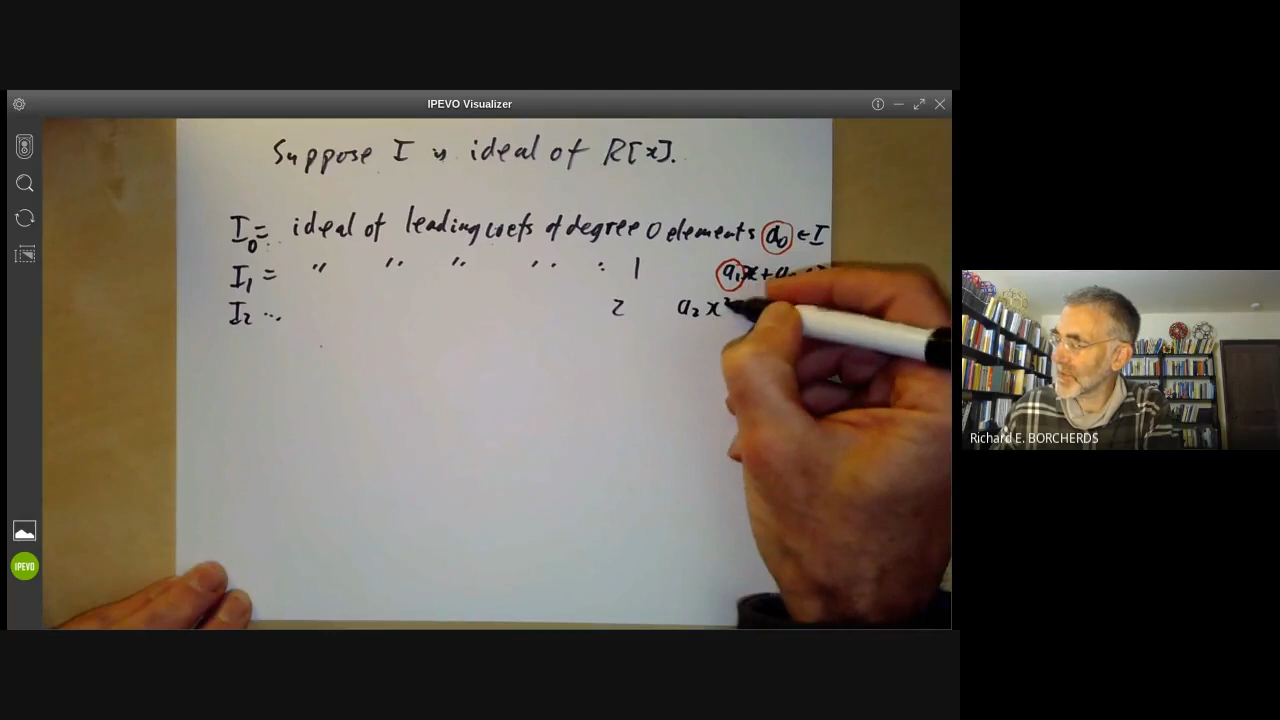 IPEVO Visualizer
Suppose I is ideal of R[x].
I₀ = ideal of leading coefs of degree 0 elements a₀ ∈ I
I₁ = " " " " " 1 a₁x +
I₂ ... 2 a₂x²
IPEVO
Richard E. BORCHERDS